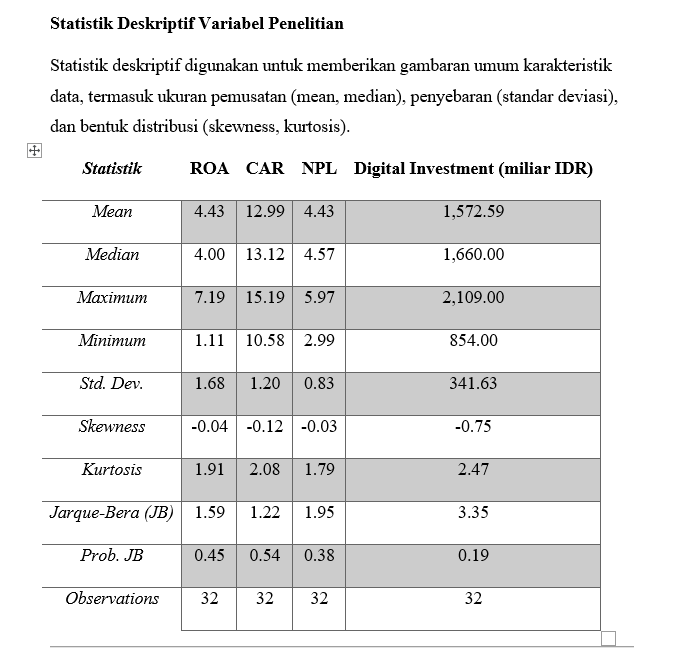 Statistik Deskriptif Variabel Penelitian
Statistik deskriptif digunakan untuk memberikan gambaran umum karakteristik
data, termasuk ukuran pemusatan (mean, median), penyebaran (standar deviasi),
dan bentuk distribusi (skewness, kurtosis).
Statistik ROA CAR NPL Digital Investment (miliar IDR)
Mean 4.43 12.99 4.43 1,572.59
Median 4.00 13.12 4.57 1,660.00
Maximum 7.19 15.19 5.97 2,109.00
Minimum 1.11 10.58 2.99 854.00
Std. Dev. 1.68 1.20 0.83 341.63
Skewness -0.04 -0.12 -0.03 -0.75
Kurtosis 1.91 2.08 1.79 2.47
Jarque-Bera (JB) 1.59 1.22 1.95 3.35
Prob. JB 0.45 0.54 0.38 0.19
Observations 32 32 32 32